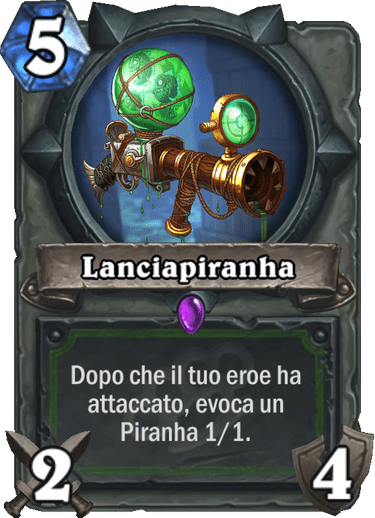 5
Lanciapiranha
Dopo che il tuo eroe ha
attaccato, evoca un
Piranha 1/1.
2
4